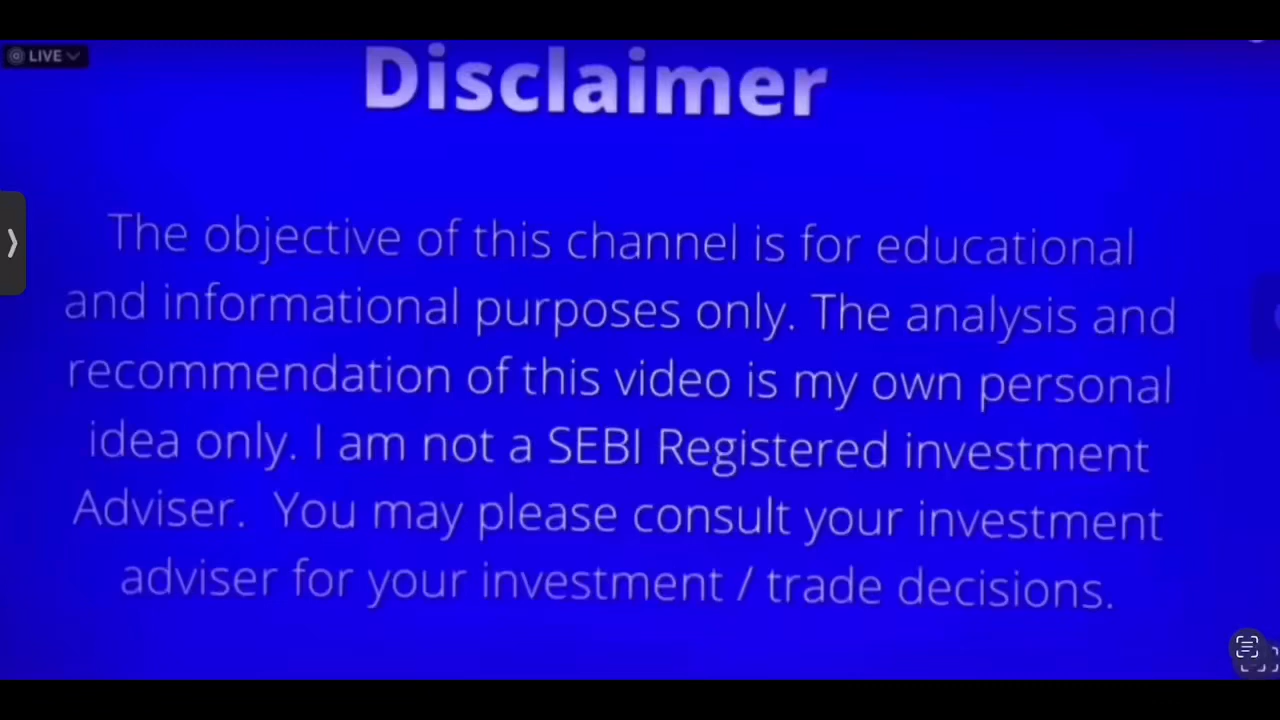 LIVE
Disclaimer
The objective of this channel is for educational
and informational purposes only. The analysis and
recommendation of this video is my own personal
idea only. I am not a SEBI Registered investment
Adviser. You may please consult your investment
adviser for your investment / trade decisions.